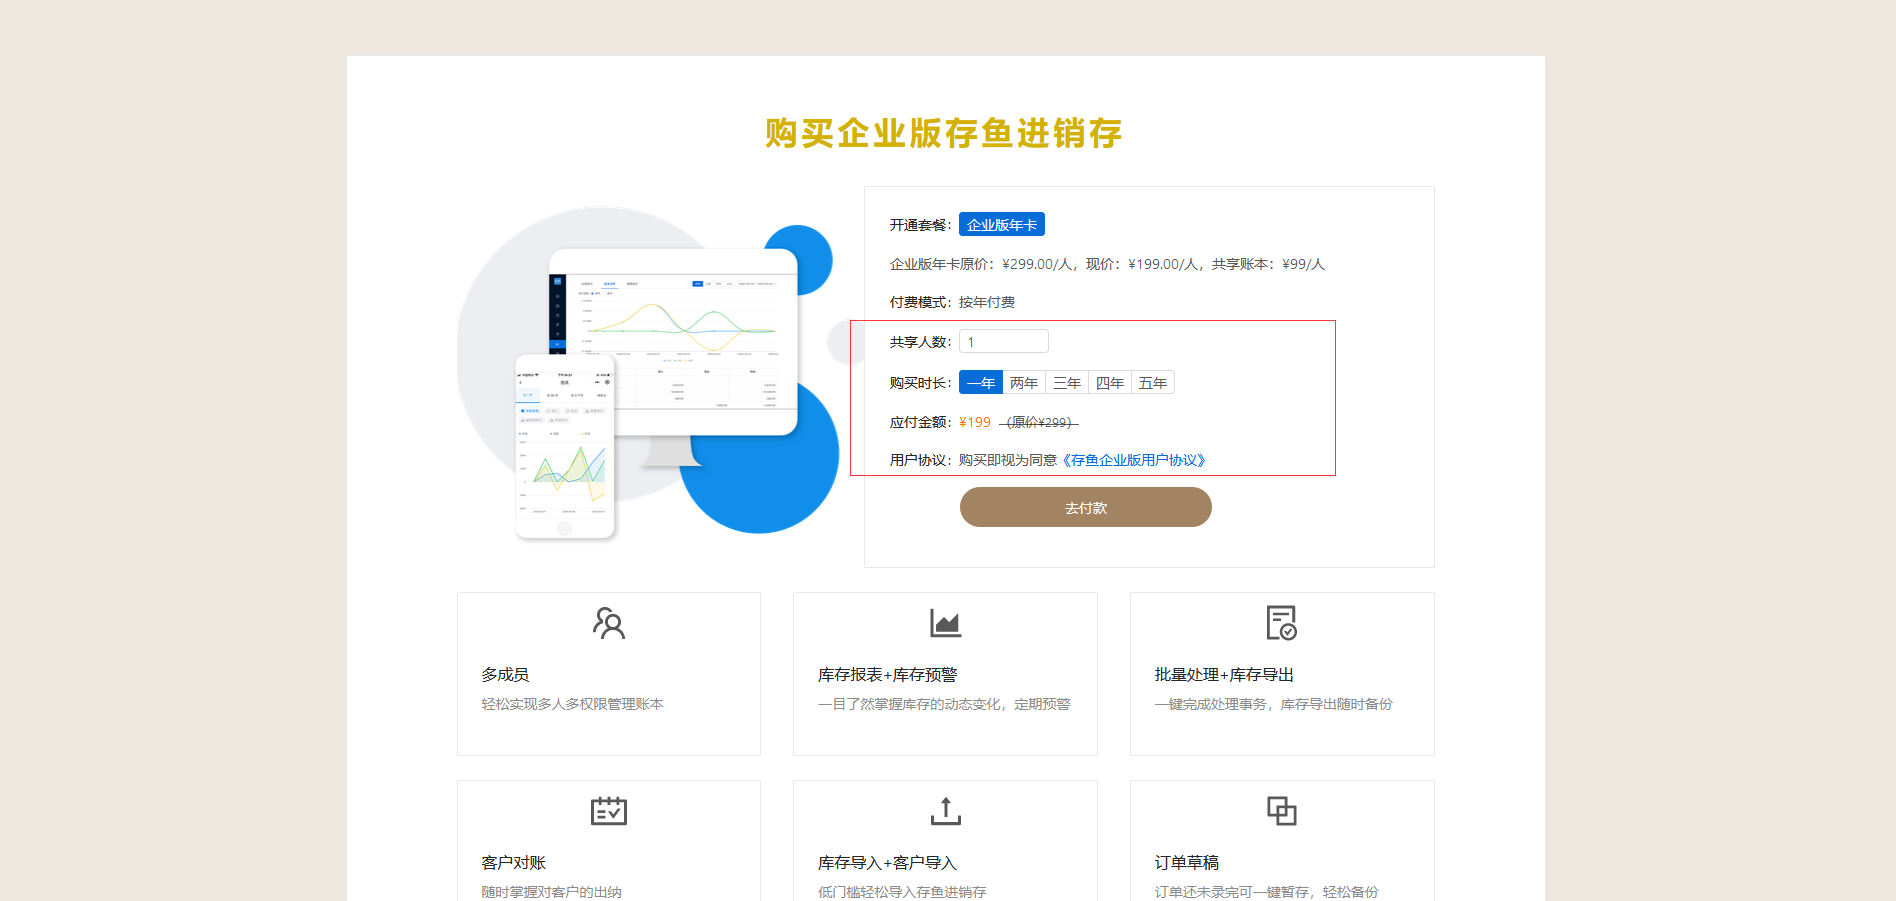 购买企业版存鱼进销存
开通套餐：企业版年卡
企业版年卡原价：¥299.00/人，现价：¥199.00/人，共享账本：¥99/人
付费模式：按年付费
共享人数：1
购买时长：一年 两年 三年 四年 五年
应付金额：¥199 （原价¥299）
用户协议：购买即视为同意《存鱼企业版用户协议》
去付款
多成员
轻松实现多人多权限管理账本
库存报表+库存预警
一目了然掌握库存的动态变化，定期预警
批量处理+库存导出
一键完成处理事务，库存导出随时备份
客户对账
随时掌握对客户的出纳
库存导入+客户导入
低门槛轻松导入存鱼进销存
订单草稿
订单还未录完可一键暂存，轻松备份